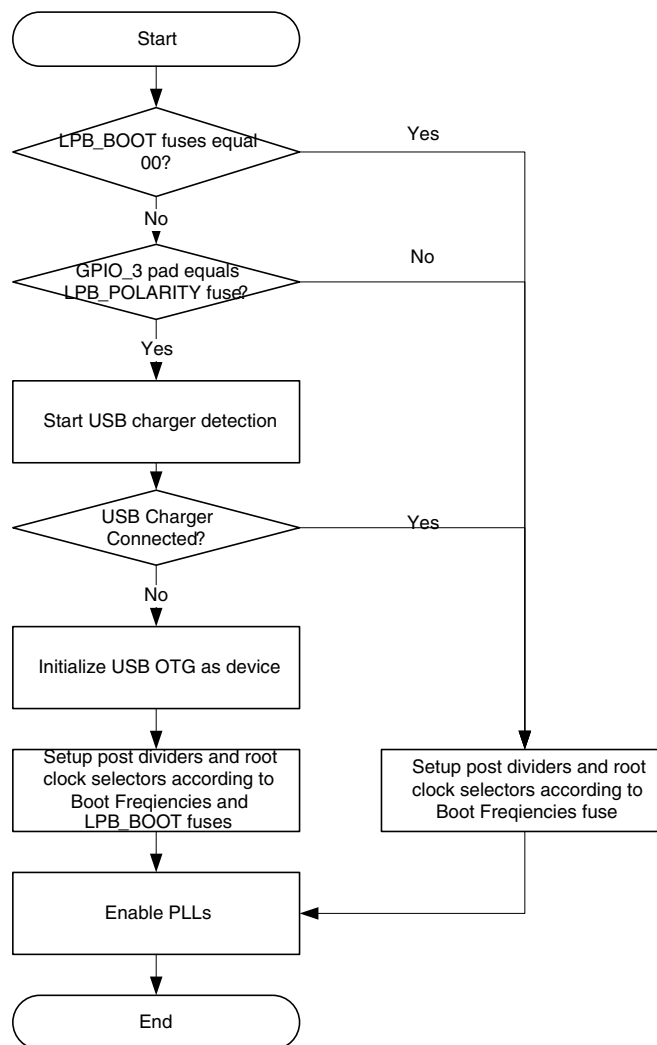 Start
LPB_BOOT fuses equal
00?
Yes
No
GPIO_3 pad equals
LPB_POLARITY fuse?
No
Yes
Start USB charger detection
USB Charger
Connected?
Yes
No
Initialize USB OTG as device
Setup post dividers and root
clock selectors according to
Boot Freqiencies and
LPB_BOOT fuses
Setup post dividers and root
clock selectors according to
Boot Freqiencies fuse
Enable PLLs
End